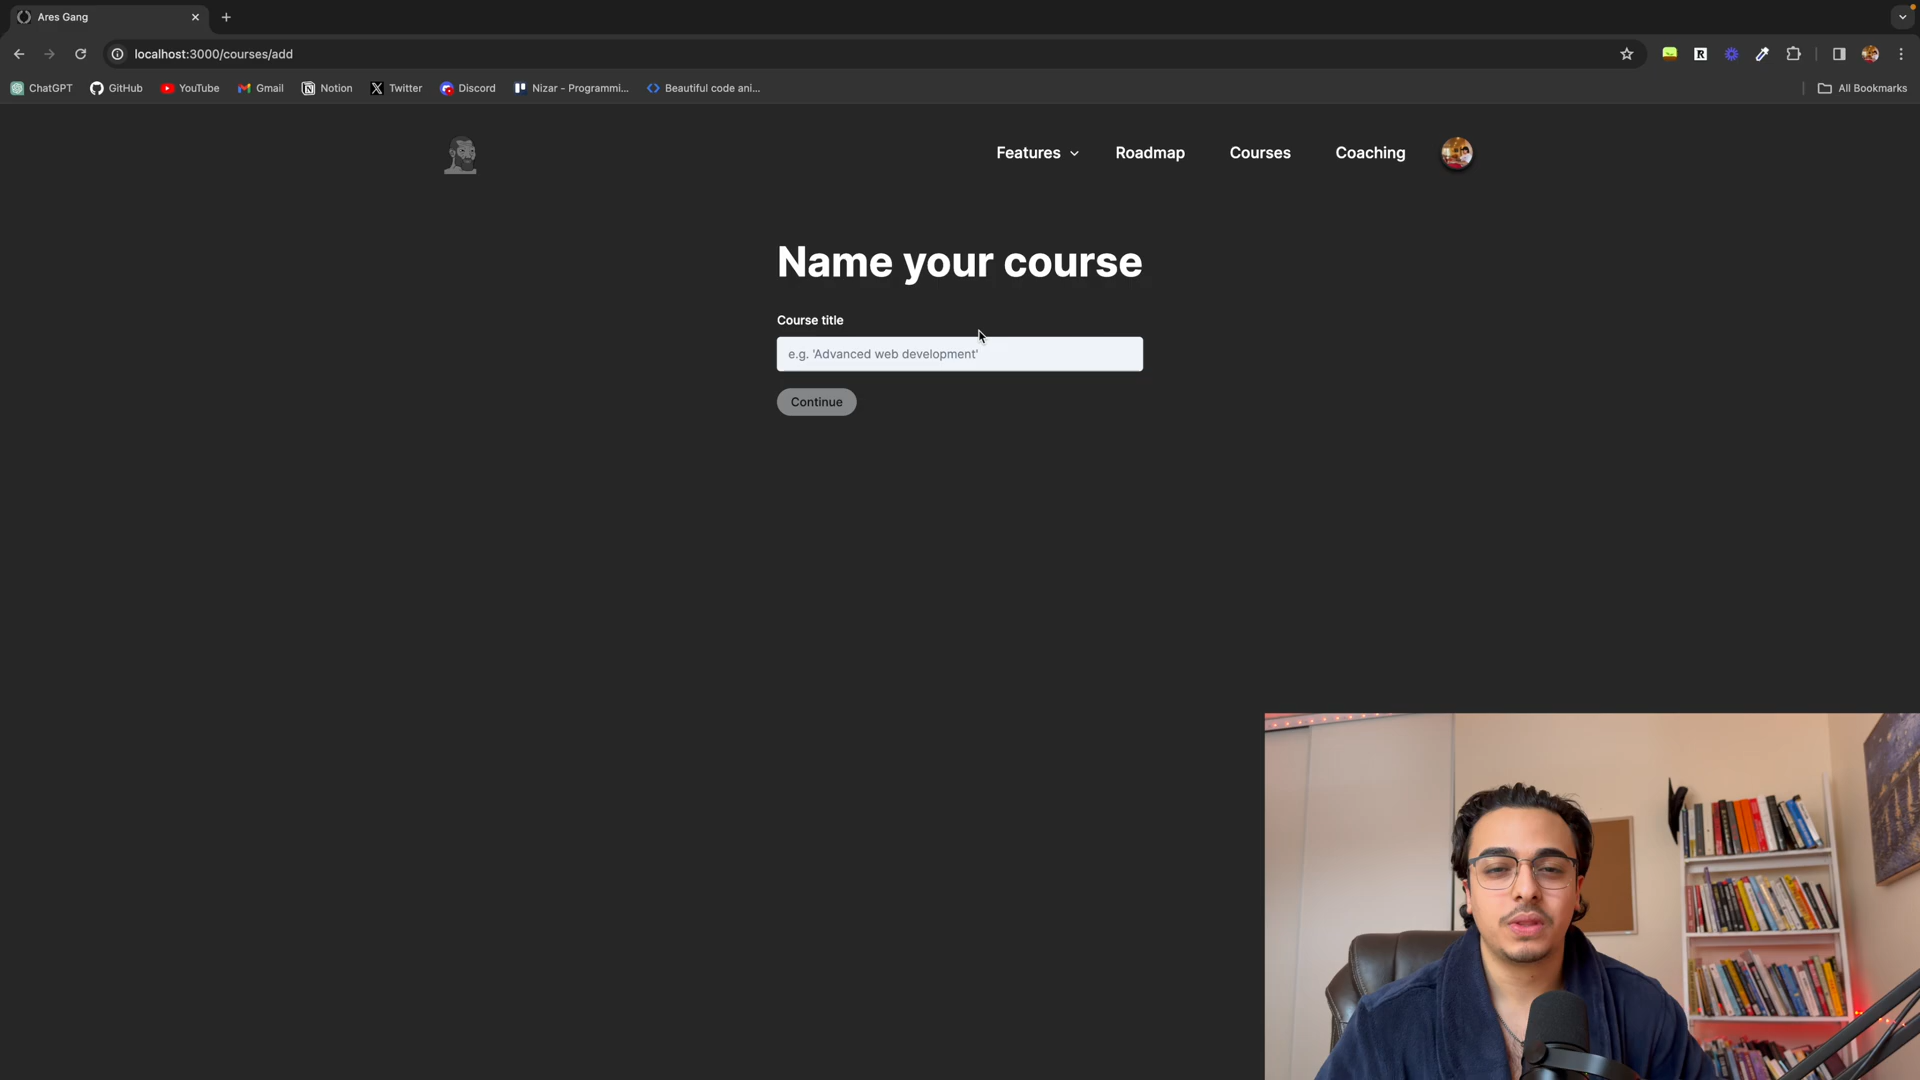 Ares Gang
localhost:3000/courses/add
ChatGPT GitHub YouTube Gmail Notion Twitter Discord Nizar - Programmi... Beautiful code ani... All Bookmarks
Features Roadmap Courses Coaching
Name your course
Course title
e.g. 'Advanced web development'
Continue